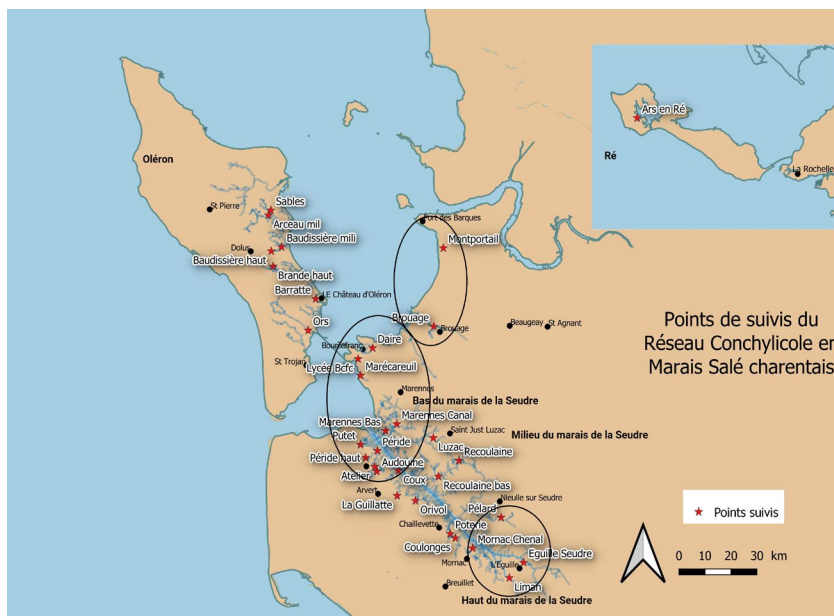 Ars en Ré
Ré
La Rochelle
Oléron
St Pierre
Sables
Arceau mil
Baudissière mili
Dolus
Baudissière haut
Brande haut
Barratte
LE Château d'Oléron
Ors
St Trojan
Port des Barques
Montportail
Brouage
Brouage
Beaugeay
St Agnant
Points de suivis du
Réseau Conchylicole en
Marais Salé charentais
Daire
Bourcefranc
Lycée Bcfc
Marécareuil
Marennes
Bas du marais de la Seudre
Marennes Bas
Marennes Canal
Saint Just Luzac
Milieu du marais de la Seudre
Putet
Péride
Luzac
Péride haut
Audouine
Recoulaine
Atelier
Coux
Recoulaine bas
Arvert
La Guillatte
Orivol
Nieulle sur Seudre
Pélard
Chaillevette
Poterie
Coulonges
Mornac Chenal
Eguille Seudre
Mornac
L'Eguille
Liman
Breuillet
Haut du marais de la Seudre
Points suivis
0 10 20 30 km